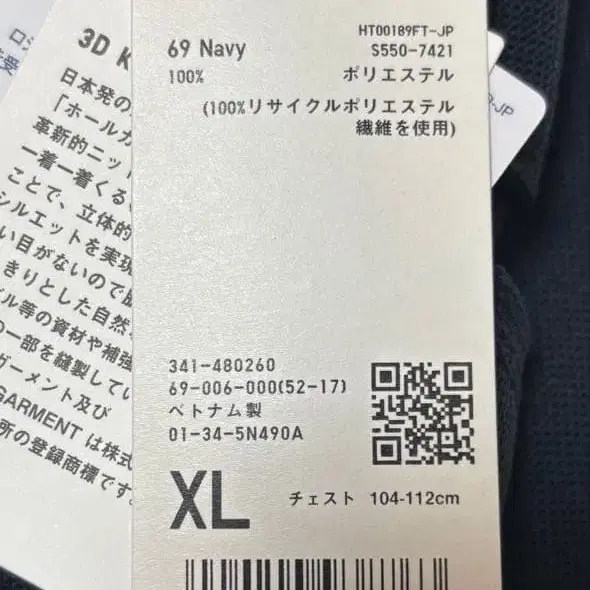 3D K
日本発の
「ホールガ
革新的ニット
一着一着くる
ことで、立体的
シルエットを実現
い目がないので
きりとした自然
ル等の資材や補強
の一部を縫製してい
ガーメント及び
GARMENT は株式
所の登録商標です。
HT00189FT-JP
69 Navy
S550-7421
100%
ポリエステル
(100%リサイクルポリエステル
繊維を使用)
341-480260
69-006-000(52-17)
ベトナム製
01-34-5N490A
XL
チェスト 104-112cm
-JP